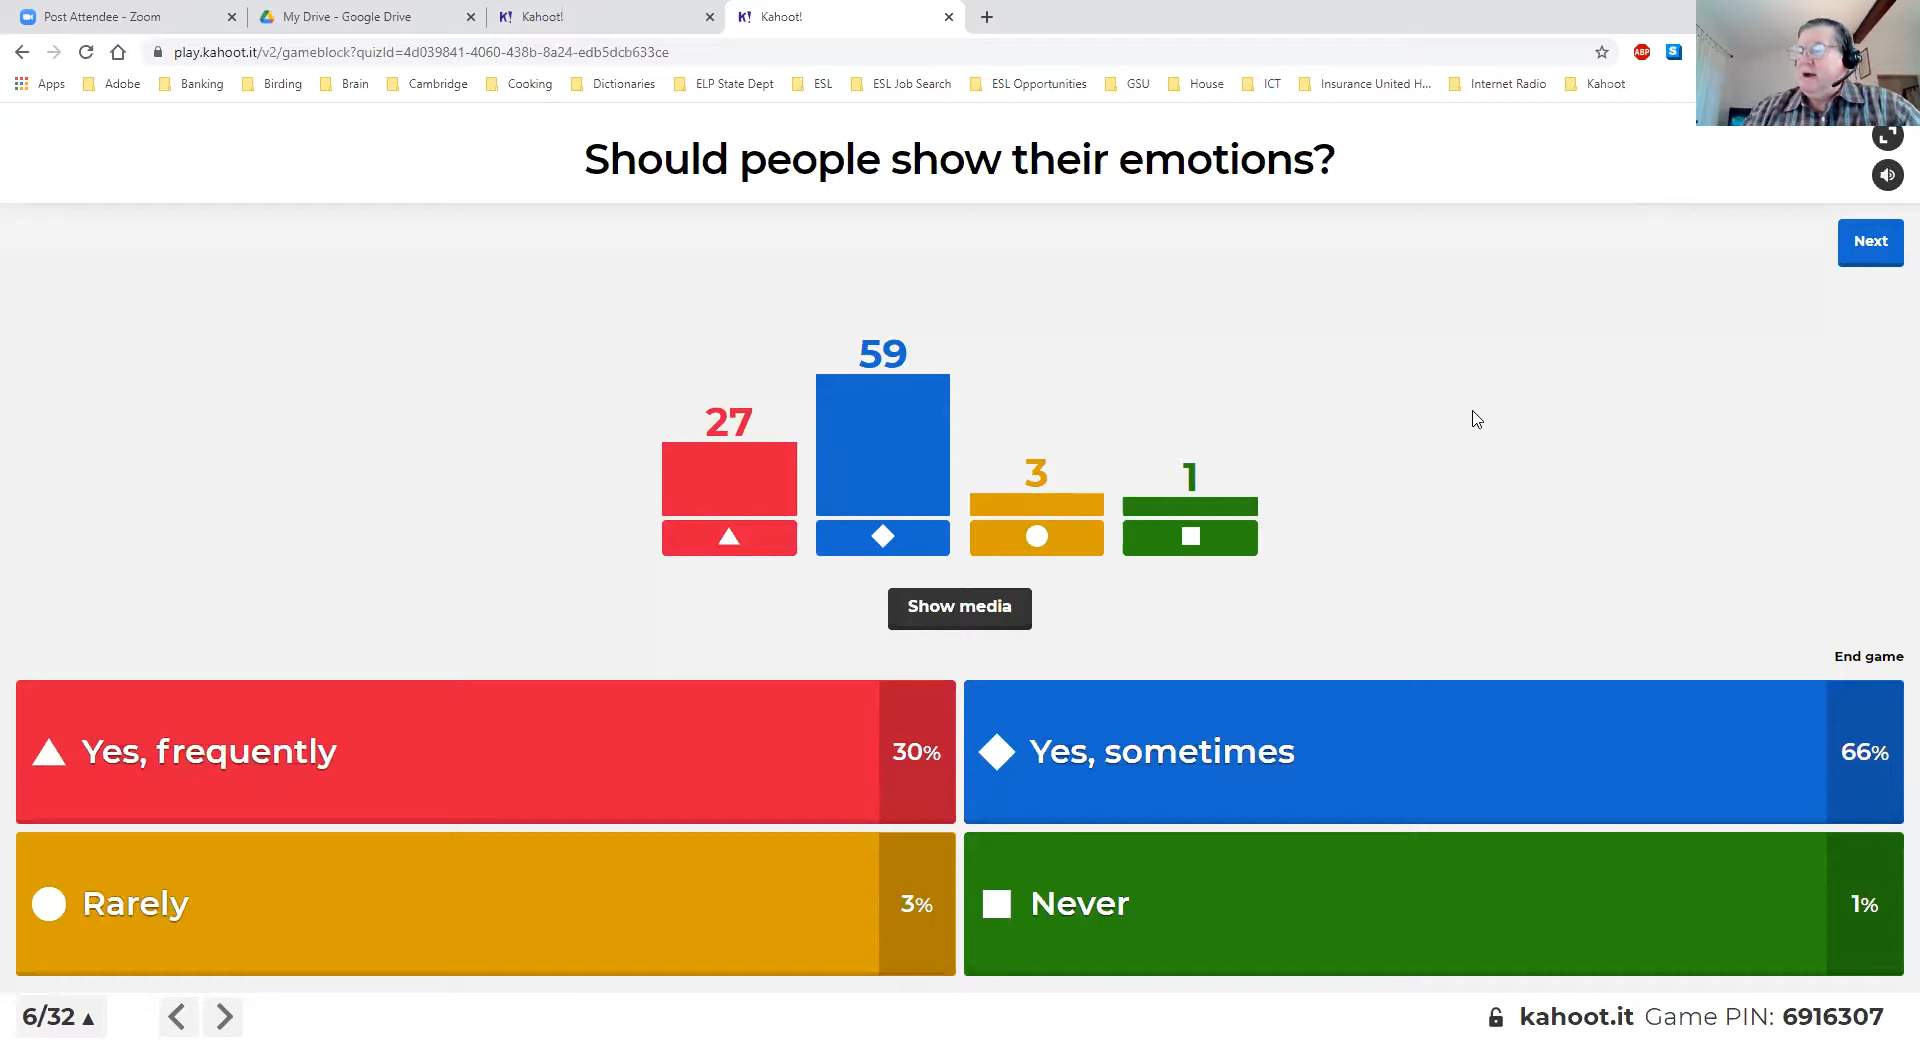 Post Attendee - Zoom
My Drive - Google Drive
K! Kahoot!
K! Kahoot!
play.kahoot.it/v2/gameblock?quizId=4d039841-4060-438b-8a24-edb5dcb633ce
ABP
S
Apps Adobe Banking Birding Brain Cambridge Cooking Dictionaries ELP State Dept ESL ESL Job Search ESL Opportunities GSU House ICT Insurance United H... Internet Radio Kahoot
Should people show their emotions?
Next
27
59
3
1
Show media
End game
Yes, frequently 30%
Yes, sometimes 66%
Rarely 3%
Never 1%
6/32
kahoot.it Game PIN: 6916307